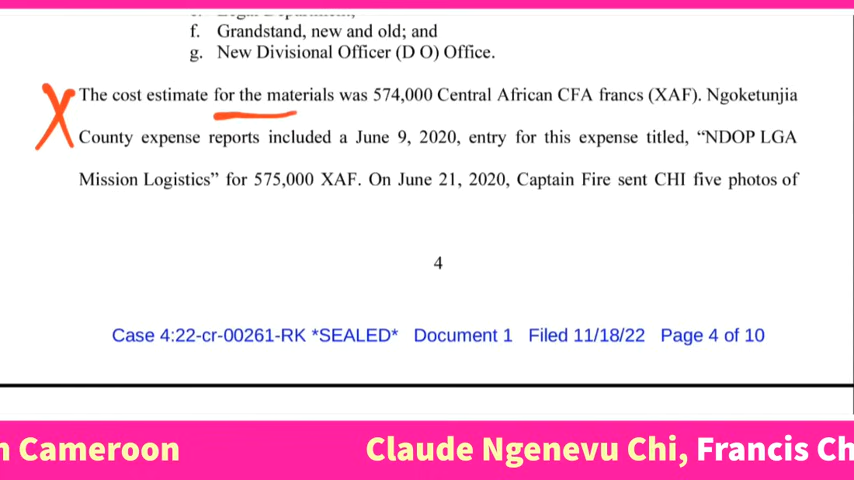 f. Grandstand, new and old; and
g. New Divisional Officer (D O) Office.
The cost estimate for the materials was 574,000 Central African CFA francs (XAF). Ngoketunjia
County expense reports included a June 9, 2020, entry for this expense titled, “NDOP LGA
Mission Logistics” for 575,000 XAF. On June 21, 2020, Captain Fire sent CHI five photos of
4
Case 4:22-cr-00261-RK *SEALED* Document 1 Filed 11/18/22 Page 4 of 10
n Cameroon Claude Ngenevu Chi, Francis Ch